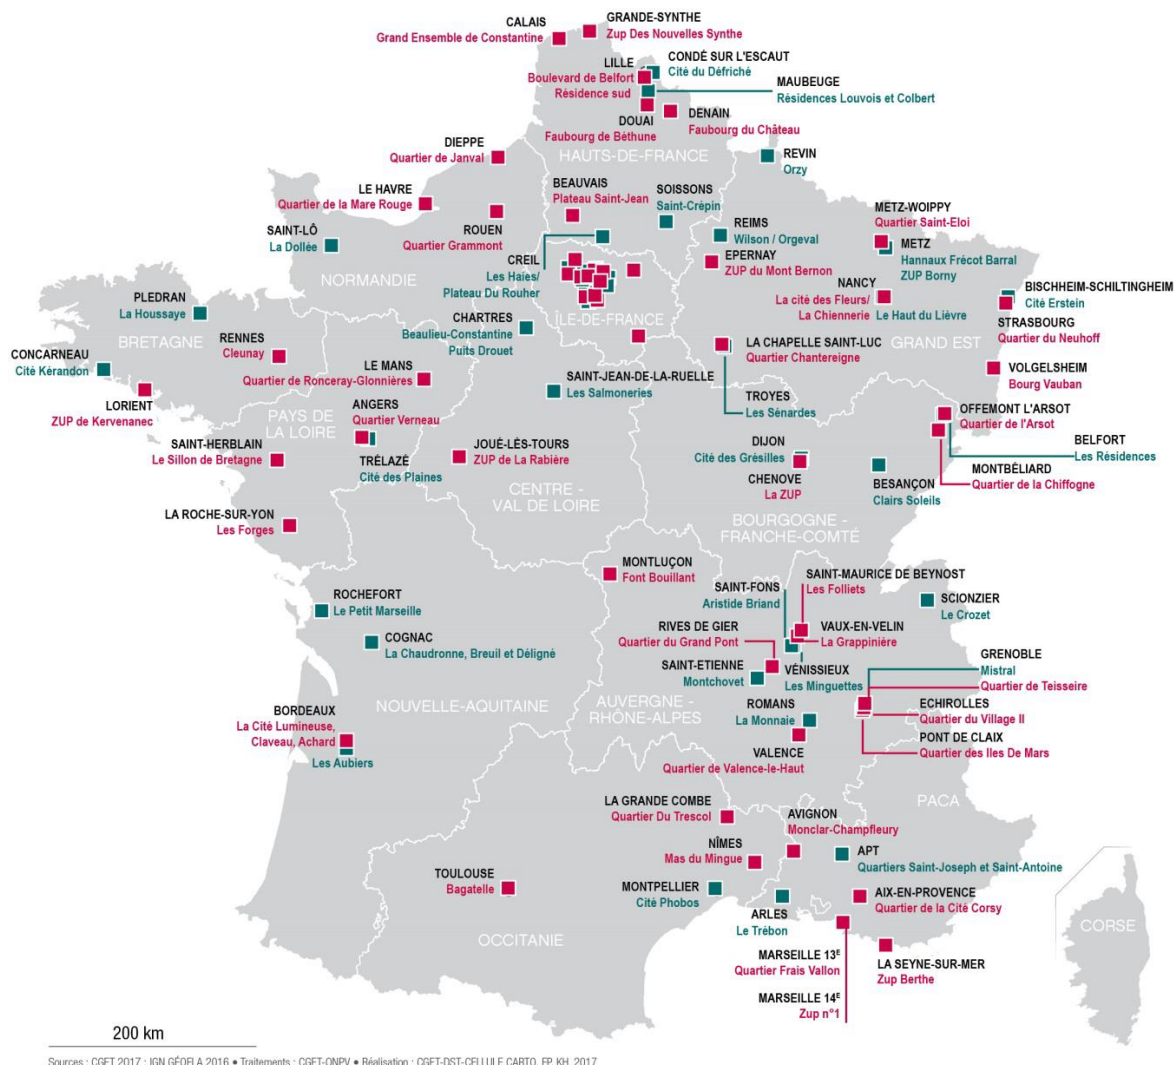 CALAIS
Grand Ensemble de Constantine
GRANDE-SYNTHE
Zup Des Nouvelles Synthe
LILLE
Boulevard de Belfort
Résidence sud
CONDÉ SUR L'ESCAUT
Cité du Défriché
MAUBEUGE
Résidences Louvois et Colbert
DOUAI
Faubourg de Béthune
DENAIN
Faubourg du Château
HAUTS-DE-FRANCE
DIEPPE
Quartier de Janval
REVIN
Orzy
LE HAVRE
Quartier de la Mare Rouge
BEAUVAIS
Plateau Saint-Jean
SOISSONS
Saint-Crépin
METZ-WOIPPY
Quartier Saint-Eloi
SAINT-LÔ
La Dollée
ROUEN
Quartier Grammont
REIMS
Wilson / Orgeval
METZ
Hannaux Frécot Barral
ZUP Borny
CREIL
Les Haies/
Plateau Du Rouher
EPERNAY
ZUP du Mont Bernon
NORMANDIE
NANCY
La cité des Fleurs/
La Chiennerie
Le Haut du Lièvre
BISCHHEIM-SCHILTINGHEIM
Cité Erstein
PLEDRAN
La Houssaye
CHARTRES
Beaulieu-Constantine
Puits Drouet
ÎLE-DE-FRANCE
STRASBOURG
Quartier du Neuhoff
BRETAGNE
RENNES
Cleunay
LA CHAPELLE SAINT-LUC
Quartier Chantereigne
GRAND EST
CONCARNEAU
Cité Kérandon
LE MANS
Quartier de Ronceray-Glonnières
SAINT-JEAN-DE-LA-RUELLE
Les Salmoneries
TROYES
Les Sénardes
VOLGELSHEIM
Bourg Vauban
LORIENT
ZUP de Kervenanec
PAYS DE
LA LOIRE
ANGERS
Quartier Verneau
OFFEMONT L'ARSOT
Quartier de l'Arsot
SAINT-HERBLAIN
Le Sillon de Bretagne
TRÉLAZÉ
Cité des Plaines
JOUÉ-LÈS-TOURS
ZUP de La Rabière
DIJON
Cité des Grésilles
BELFORT
Les Résidences
CHENOVE
La ZUP
BESANÇON
Clairs Soleils
MONTBÉLIARD
Quartier de la Chiffogne
CENTRE -
VAL DE LOIRE
LA ROCHE-SUR-YON
Les Forges
BOURGOGNE -
FRANCHE-COMTÉ
MONTLUÇON
Font Bouillant
SAINT-MAURICE DE BEYNOST
Les Folliets
SAINT-FONS
Aristide Briand
ROCHEFORT
Le Petit Marseille
SCIONZIER
Le Crozet
RIVES DE GIER
Quartier du Grand Pont
VAUX-EN-VELIN
La Grappinière
COGNAC
La Chaudronne, Breuil et Déligné
SAINT-ETIENNE
Montchovet
VÉNISSIEUX
Les Minguettes
GRENOBLE
Mistral
Quartier de Teisseire
NOUVELLE-AQUITAINE
AUVERGNE -
RHÔNE-ALPES
ROMANS
La Monnaie
ECHIROLLES
Quartier du Village II
BORDEAUX
La Cité Lumineuse,
Claveau, Achard
Les Aubiers
VALENCE
Quartier de Valence-le-Haut
PONT DE CLAIX
Quartier des Iles De Mars
PACA
LA GRANDE COMBE
Quartier Du Trescol
AVIGNON
Monclar-Champfleury
NÎMES
Mas du Mingue
APT
Quartiers Saint-Joseph et Saint-Antoine
TOULOUSE
Bagatelle
MONTPELLIER
Cité Phobos
AIX-EN-PROVENCE
Quartier de la Cité Corsy
ARLES
Le Trébon
OCCITANIE
CORSE
MARSEILLE 13E
Quartier Frais Vallon
LA SEYNE-SUR-MER
Zup Berthe
MARSEILLE 14E
Zup n°1
200 km
Sources : CGET 2017 ; IGN GÉOFLA 2016 • Traitements : CGET-ONPV • Réalisation : CGET-DST-CELLULE CARTO, FP, KH, 2017